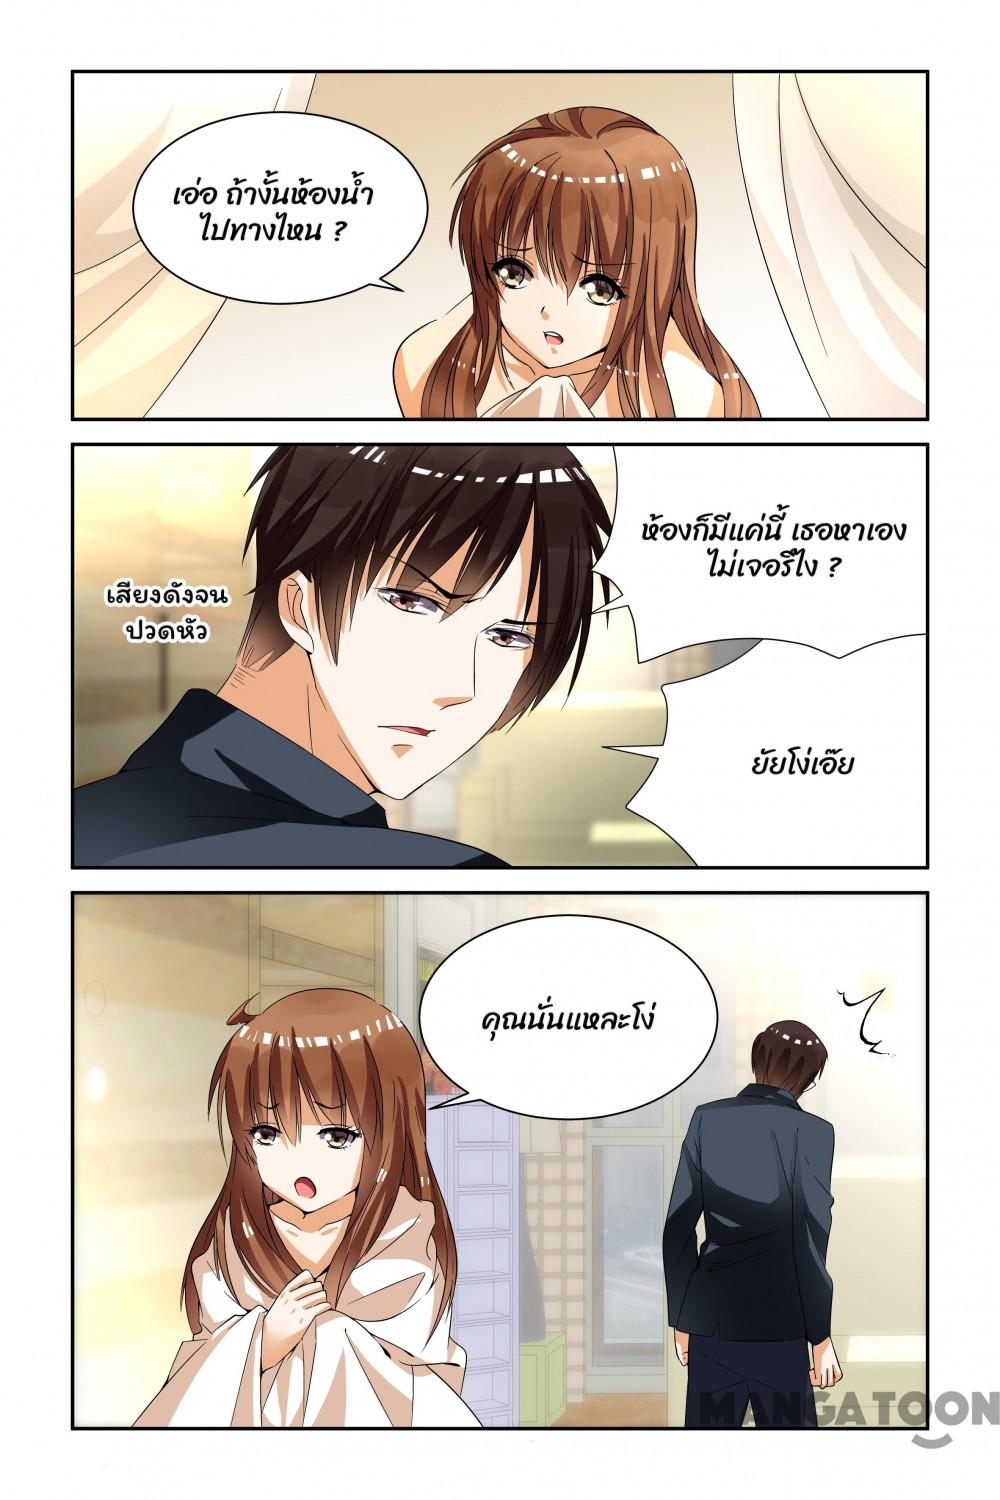 เอ่อ ถ้างั้นห้องน้ำ
ไปทางไหน ?
ห้องก็มีแค่นี้ เธอหาเอง
ไม่เจอรึไง ?
เสียงดังจน
ปวดหัว
ยัยโง่เอ๊ย
คุณนั่นแหละโง่
MANGATOON